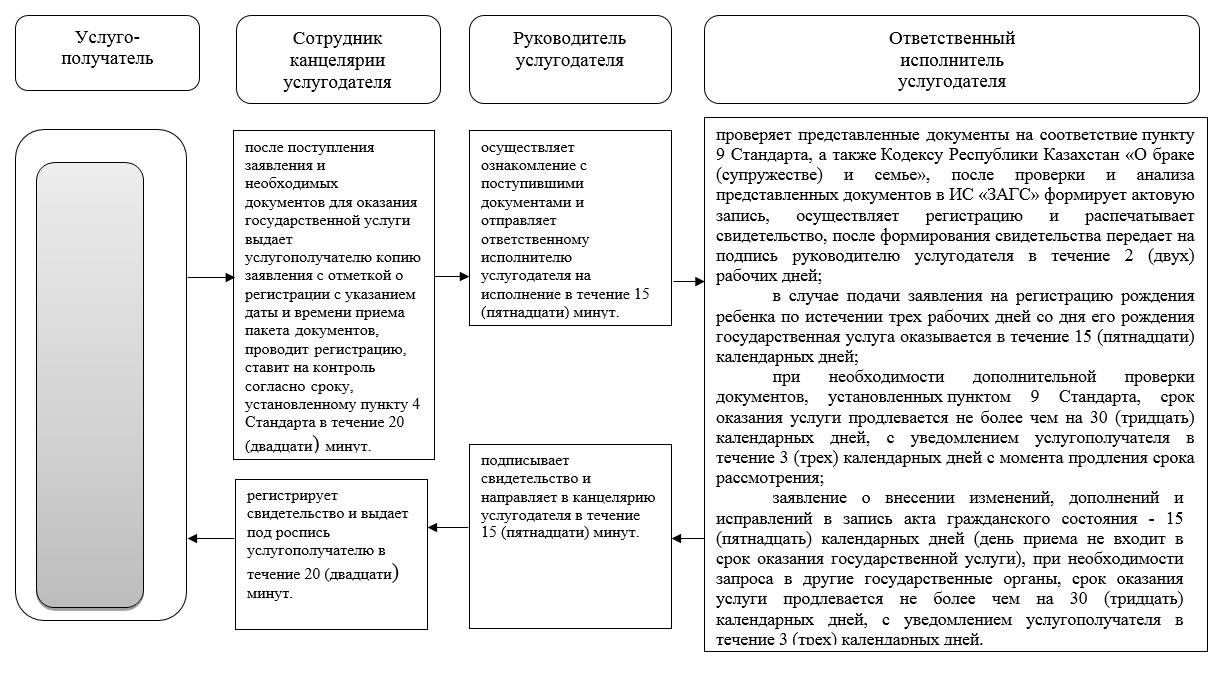 Услуго-
получатель
Сотрудник
канцелярии
услугодателя
Руководитель
услугодателя
Ответственный
исполнитель
услугодателя
после поступления
заявления и
необходимых
документов для оказания
государственной услуги
выдает
услугополучателю копию
заявления с отметкой о
регистрации с указанием
даты и времени приема
пакета документов,
проводит регистрацию,
ставит на контроль
согласно сроку,
установленному пункту 4
Стандарта в течение 20
(двадцати) минут.
осуществляет
ознакомление с
поступившими
документами и
отправляет
ответственному
исполнителю
услугодателя на
исполнение в течение 15
(пятнадцати) минут.
проверяет представленные документы на соответствие пункту
9 Стандарта, а также Кодексу Республики Казахстан «О браке
(супружестве) и семье», после проверки и анализа
представленных документов в ИС «ЗАГС» формирует актовую
запись, осуществляет регистрацию и распечатывает
свидетельство, после формирования свидетельства передает на
подпись руководителю услугодателя в течение 2 (двух)
рабочих дней;
в случае подачи заявления на регистрацию рождения
ребенка по истечении трех рабочих дней со дня его рождения
государственная услуга оказывается в течение 15 (пятнадцати)
календарных дней;
при необходимости дополнительной проверки
документов, установленных пунктом 9 Стандарта, срок
оказания услуги продлевается не более чем на 30 (тридцать)
календарных дней, с уведомлением услугополучателя в
течение 3 (трех) календарных дней с момента продления срока
рассмотрения;
заявление о внесении изменений, дополнений и
исправлений в запись акта гражданского состояния - 15
(пятнадцать) календарных дней (день приема не входит в
срок оказания государственной услуги), при необходимости
запроса в другие государственные органы, срок оказания
услуги продлевается не более чем на 30 (тридцать)
календарных дней, с уведомлением услугополучателя в
течение 3 (трех) календарных дней.
подписывает
свидетельство и
направляет в канцелярию
услугодателя в течение
15 (пятнадцати) минут.
регистрирует
свидетельство и выдает
под роспись
услугополучателю в
течение 20 (двадцати)
минут.